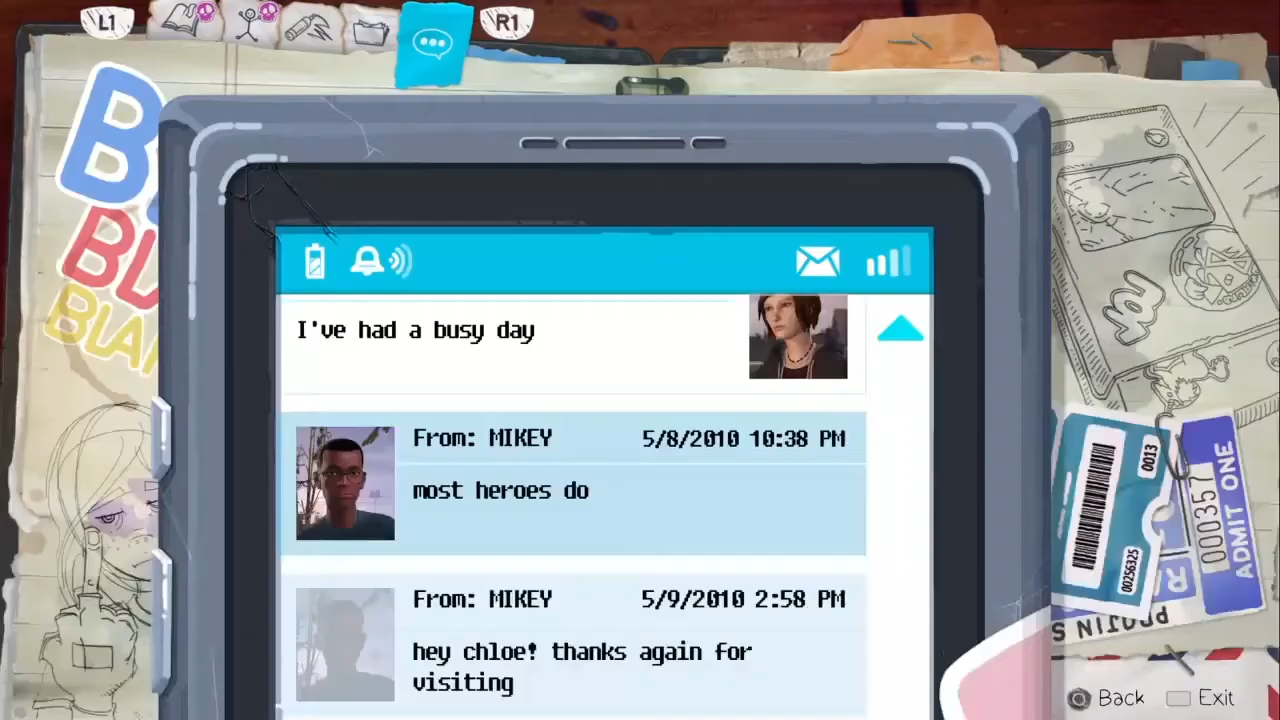 L1
R1
I've had a busy day
From: MIKEY
5/8/2010 10:38 PM
most heroes do
From: MIKEY
5/9/2010 2:58 PM
hey chloe! thanks again for
visiting
0013
00256325
000357
ADMIT ONE
Back
Exit